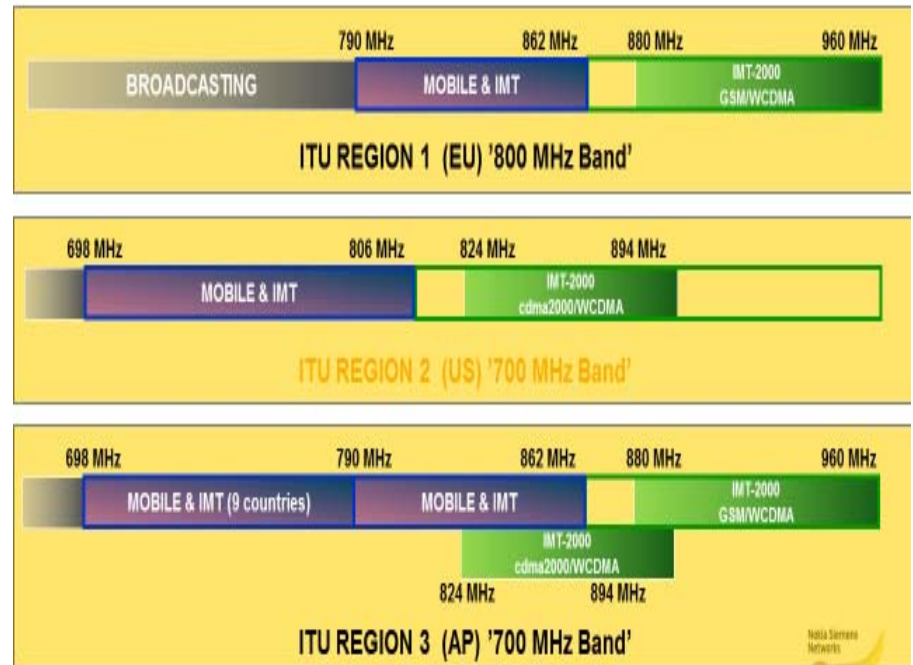 790 MHz 862 MHz 880 MHz 960 MHz
BROADCASTING MOBILE & IMT IMT-2000
GSM/WCDMA
ITU REGION 1 (EU) '800 MHz Band'
698 MHz 806 MHz 824 MHz 894 MHz
MOBILE & IMT IMT-2000
cdma2000/WCDMA
ITU REGION 2 (US) '700 MHz Band'
698 MHz 790 MHz 862 MHz 880 MHz 960 MHz
MOBILE & IMT (9 countries) MOBILE & IMT IMT-2000
GSM/WCDMA
IMT-2000
cdma2000/WCDMA
824 MHz 894 MHz
ITU REGION 3 (AP) '700 MHz Band'
Nokia Siemens
Networks